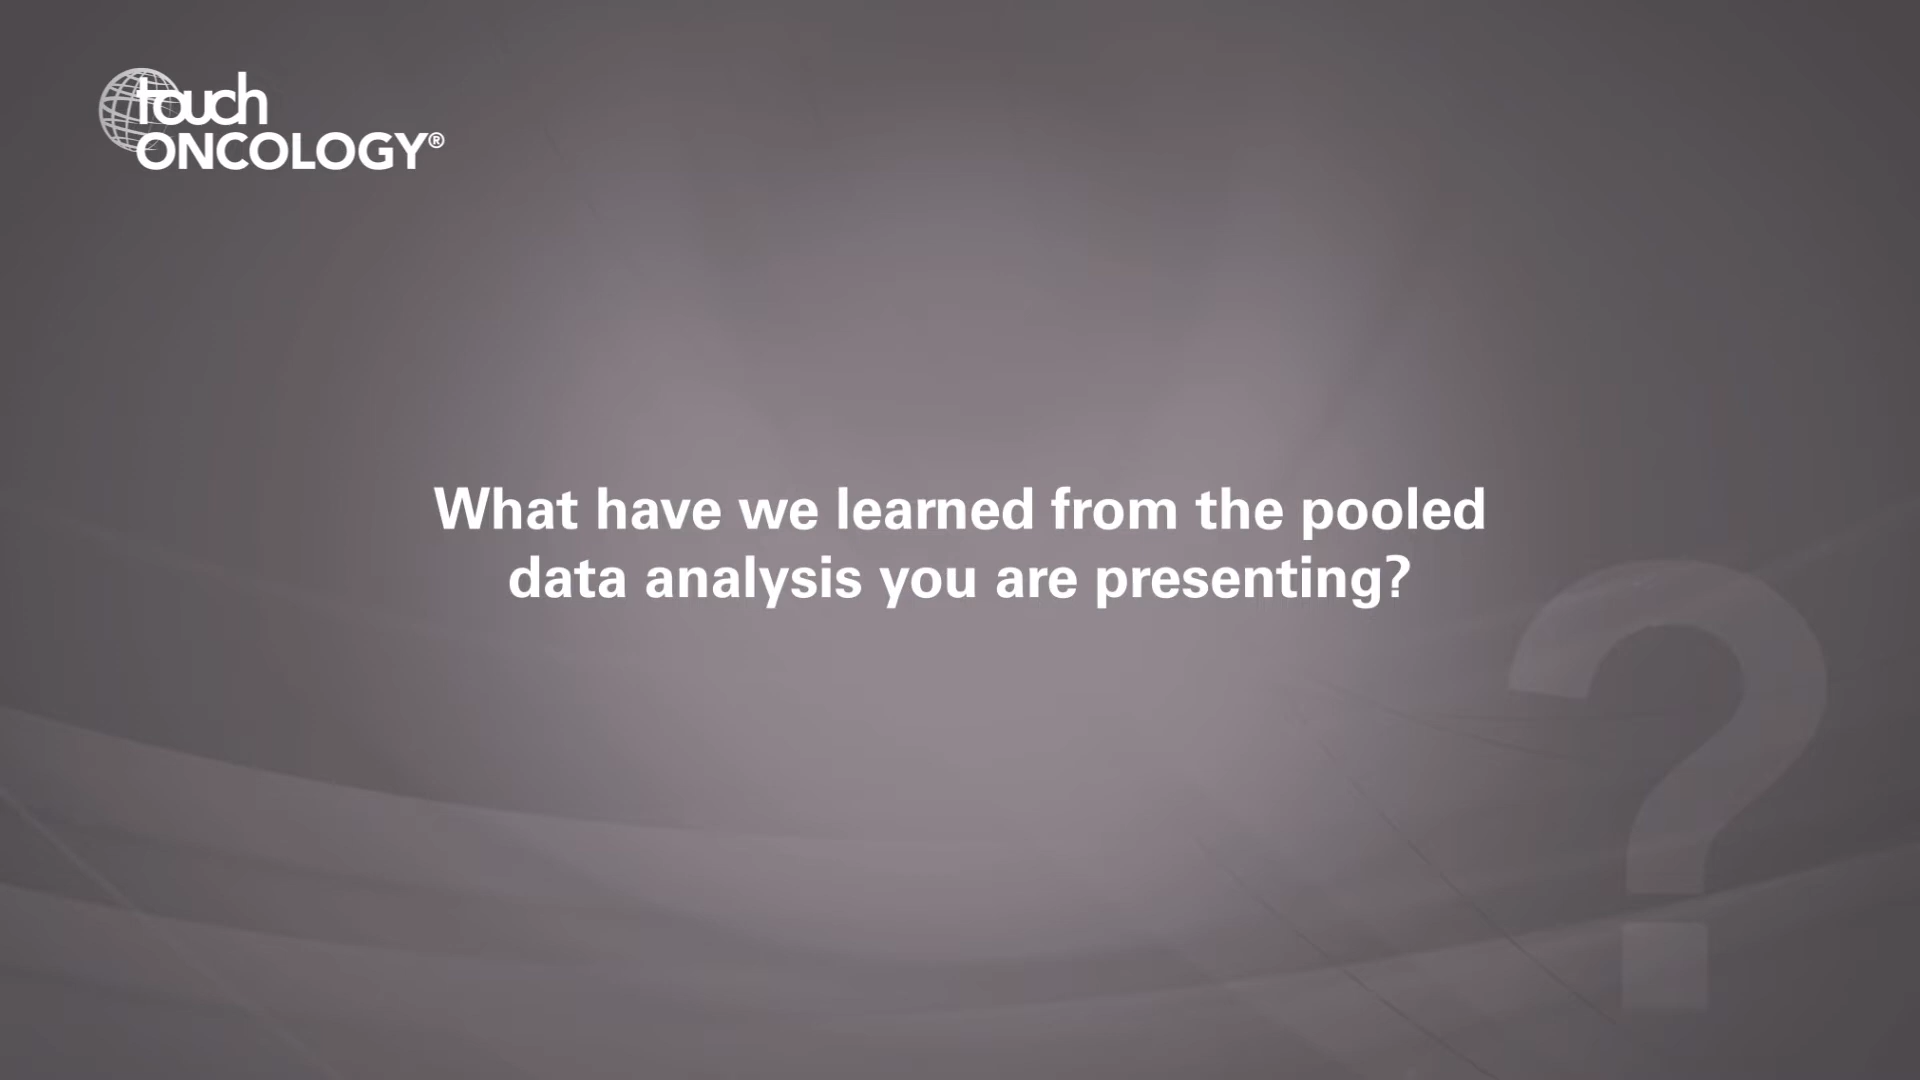 touch
ONCOLOGY®
What have we learned from the pooled
data analysis you are presenting?
?